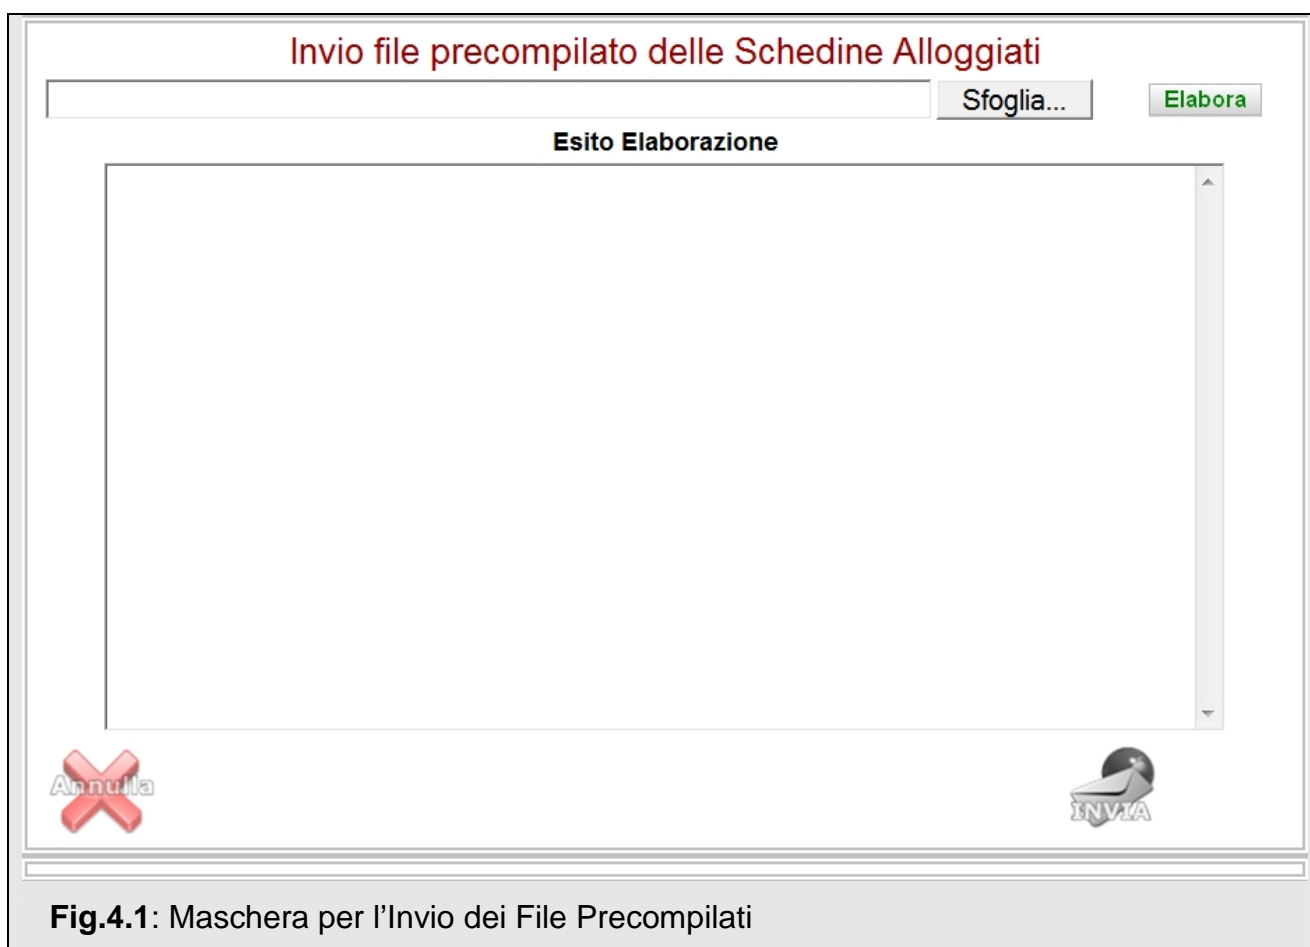 Invio file precompilato delle Schedine Alloggiati
Sfoglia... Elabora
Esito Elaborazione
Annulla INVIA
Fig.4.1: Maschera per l'Invio dei File Precompilati